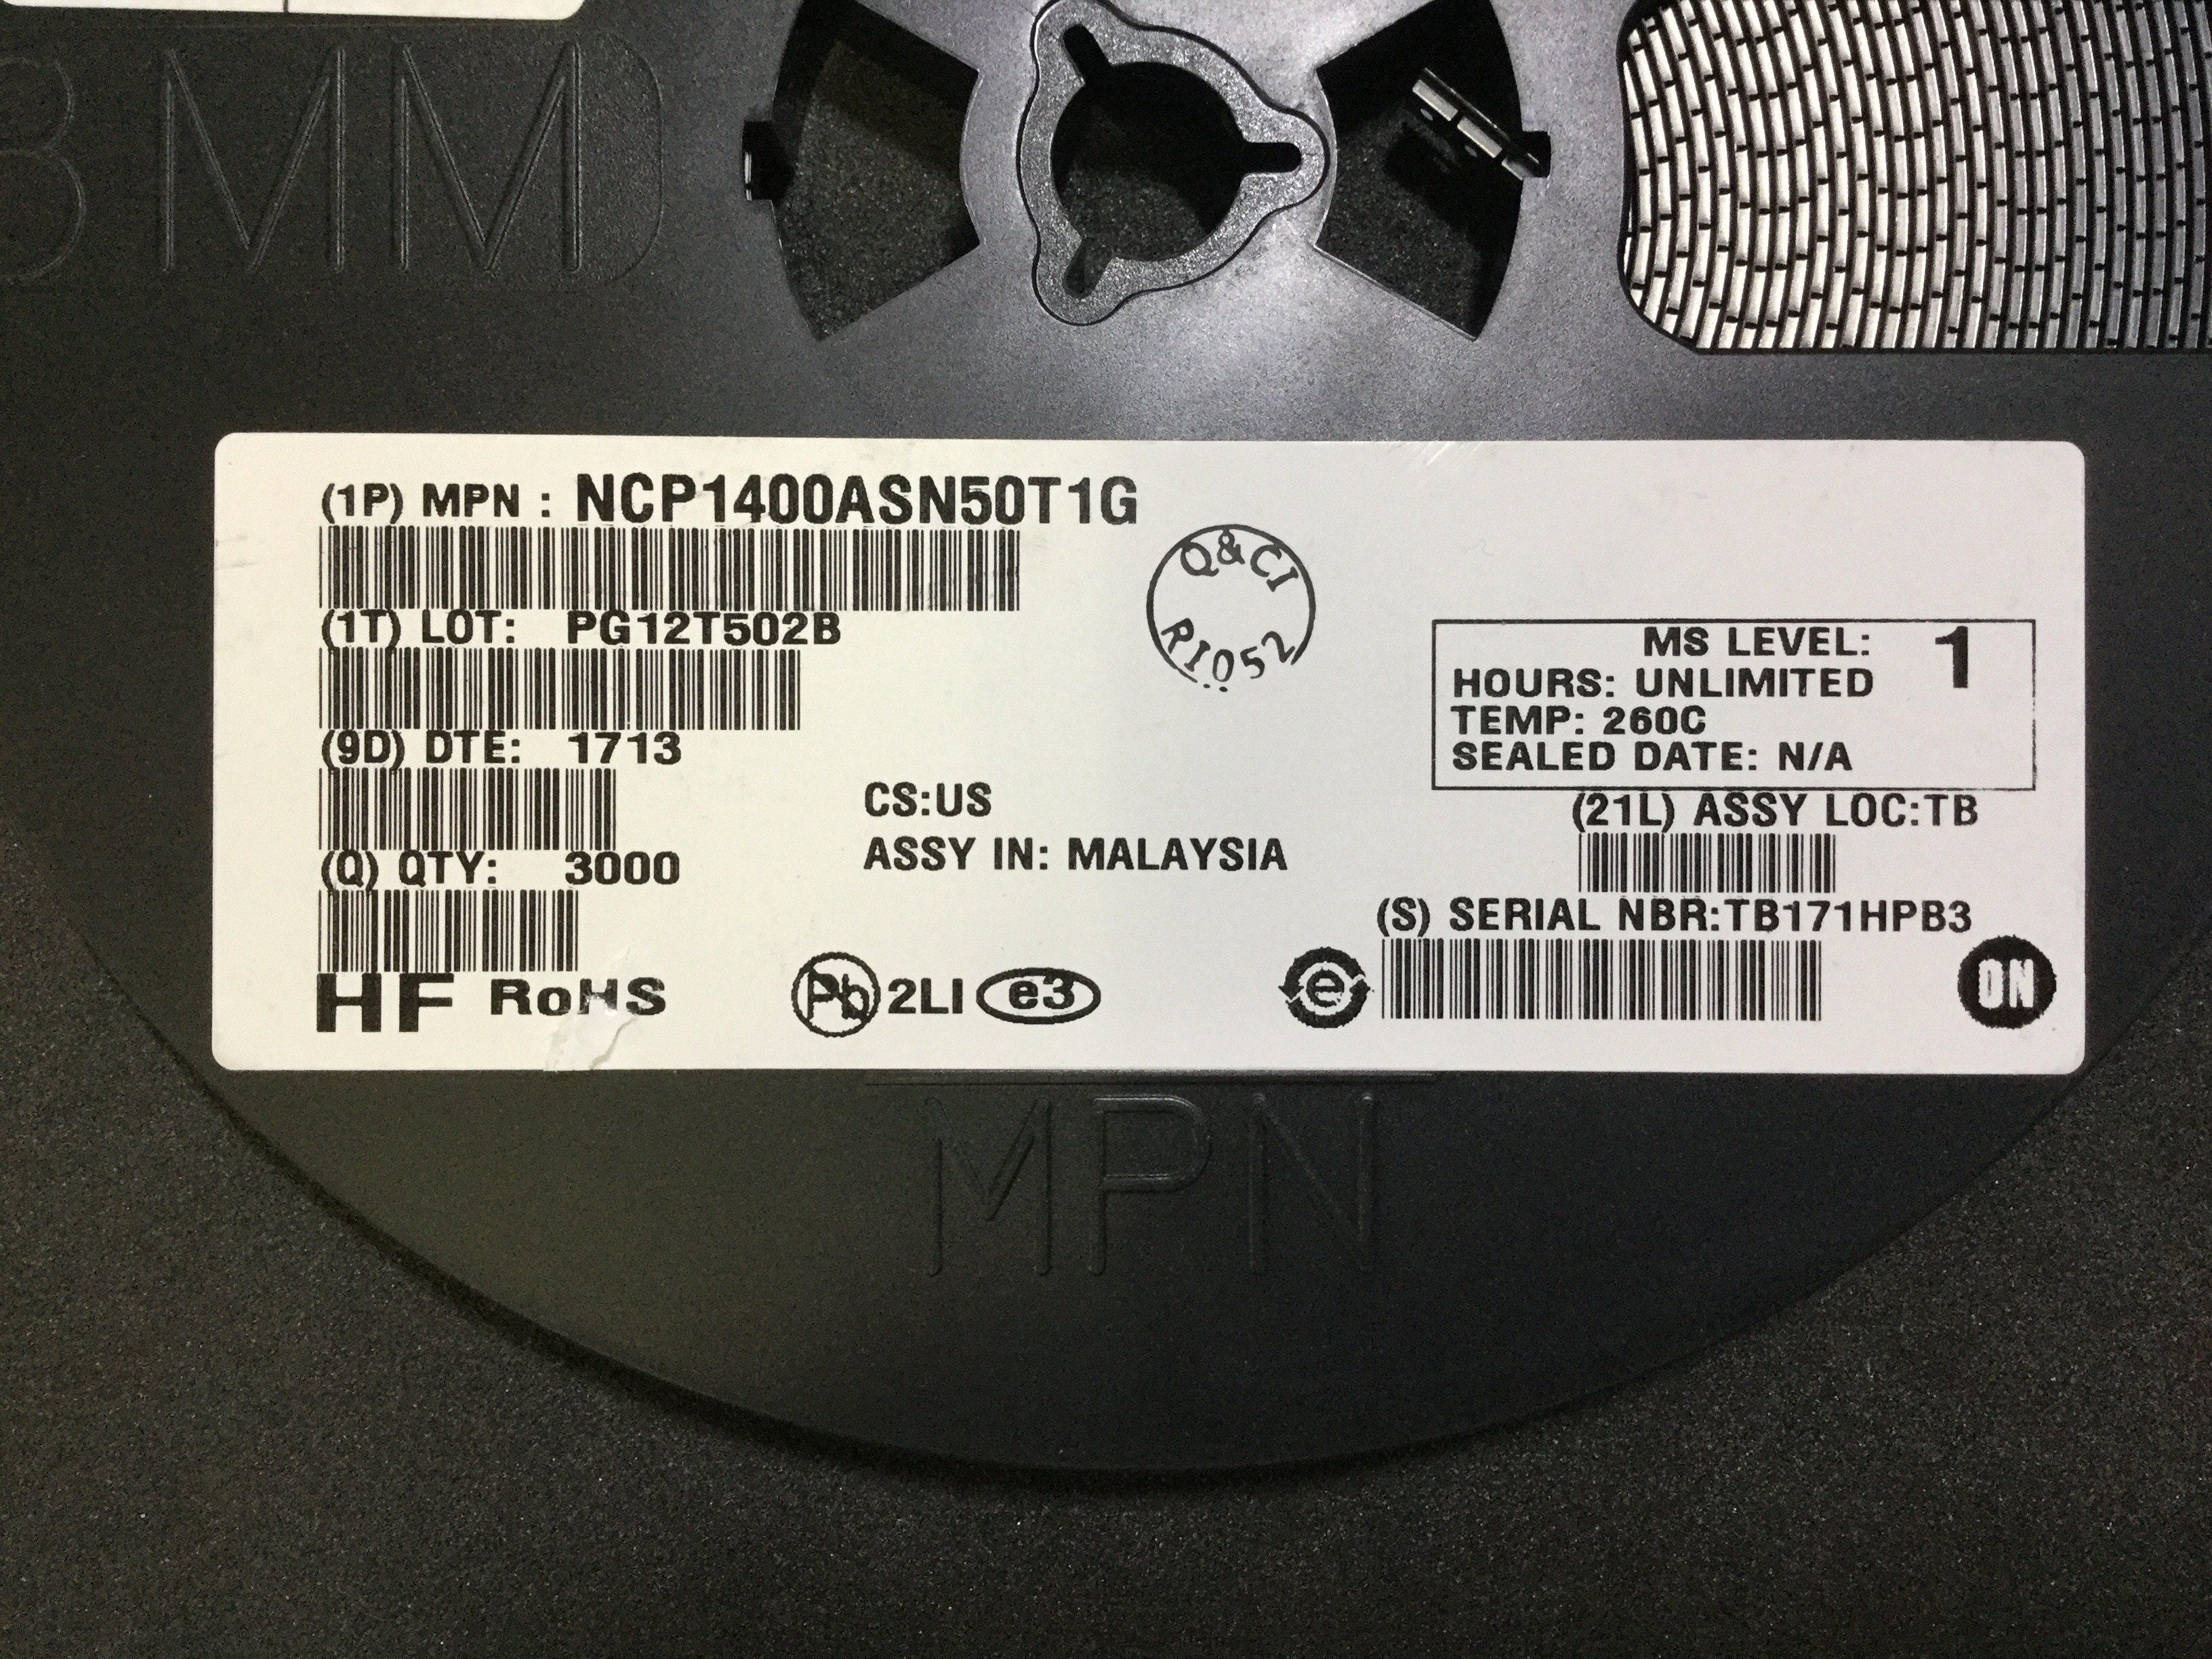 8MM
(1P) MPN : NCP1400ASN50T1G
(1T) LOT: PG12T502B
(9D) DTE: 1713
(Q) QTY: 3000
HF RoHS
Q&CI
RI052
CS:US
ASSY IN: MALAYSIA
Pb 2LI e3
MS LEVEL: 1
HOURS: UNLIMITED
TEMP: 260C
SEALED DATE: N/A
(21L) ASSY LOC:TB
(S) SERIAL NBR:TB171HPB3
e
ON
MPN